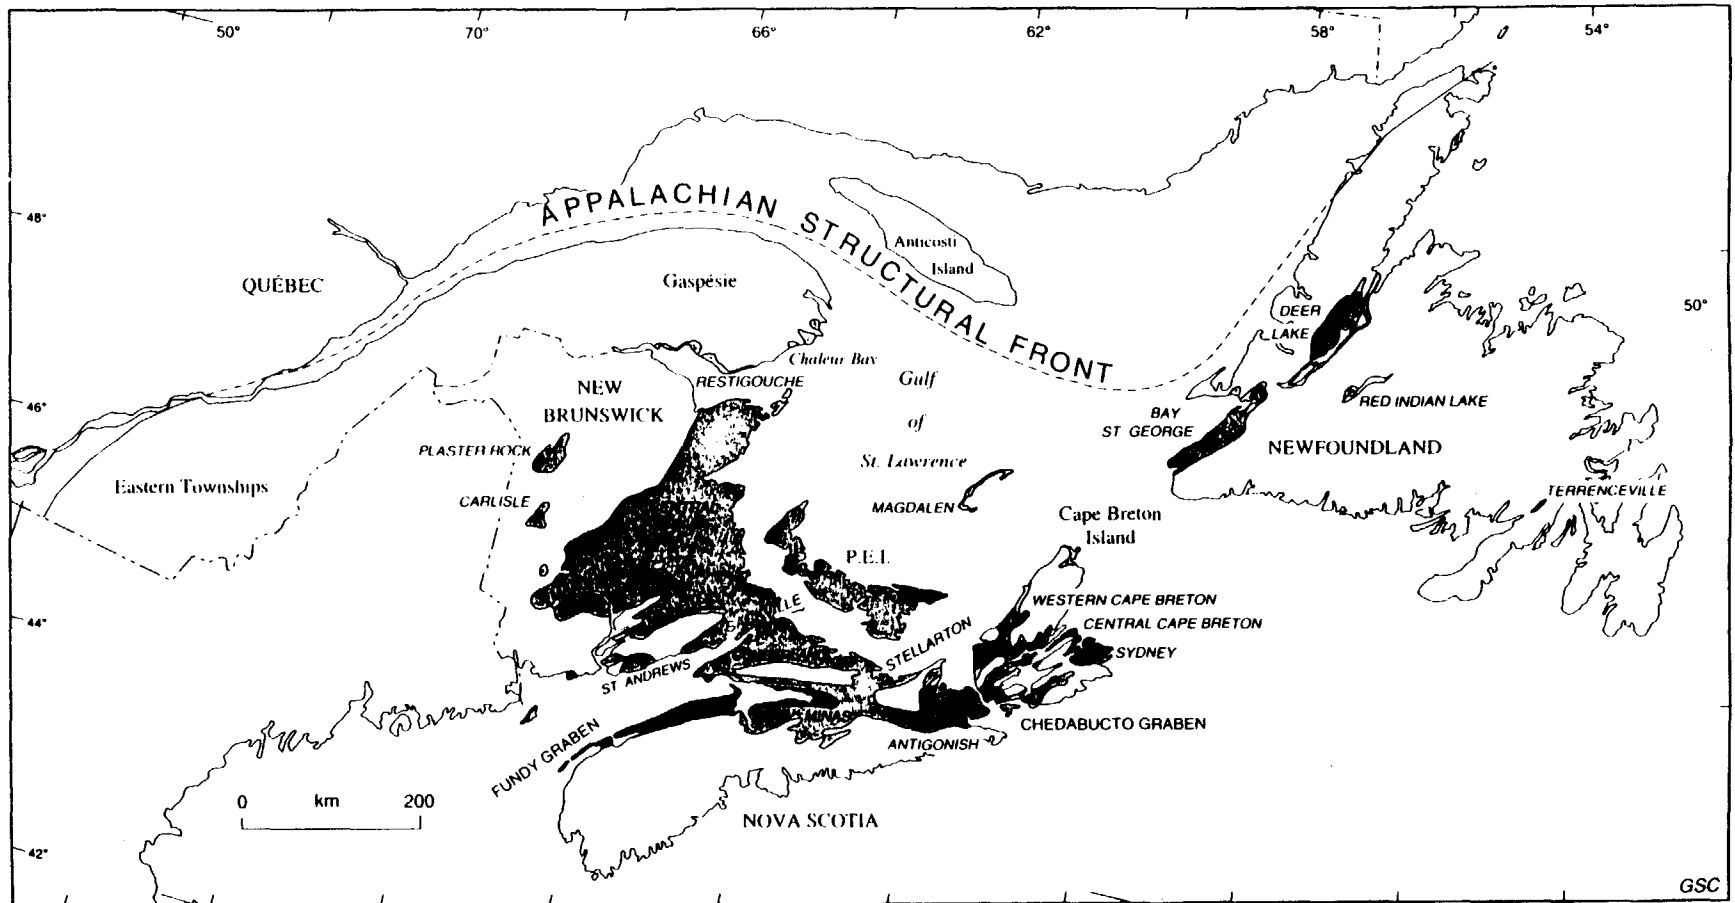 50°
70°
66°
62°
58°
54°
48°
APPALACHIAN STRUCTURAL FRONT
Anticosti
Island
QUÉBEC
Gaspésie
50°
DEER
LAKE
Chaleur Bay
RESTIGOUCHE
Gulf
of
St. Lawrence
NEW
BRUNSWICK
46°
RED INDIAN LAKE
BAY
ST GEORGE
NEWFOUNDLAND
PLASTER ROCK
Eastern Townships
CARLISLE
MAGDALEN
TERRENCEVILLE
Cape Breton
Island
P.E.I.
WESTERN CAPE BRETON
44°
CENTRAL CAPE BRETON
STELLARTON
SYDNEY
ST ANDREWS
MINAS
CHEDABUCTO GRABEN
ANTIGONISH
FUNDY GRABEN
0 km 200
NOVA SCOTIA
42°
GSC